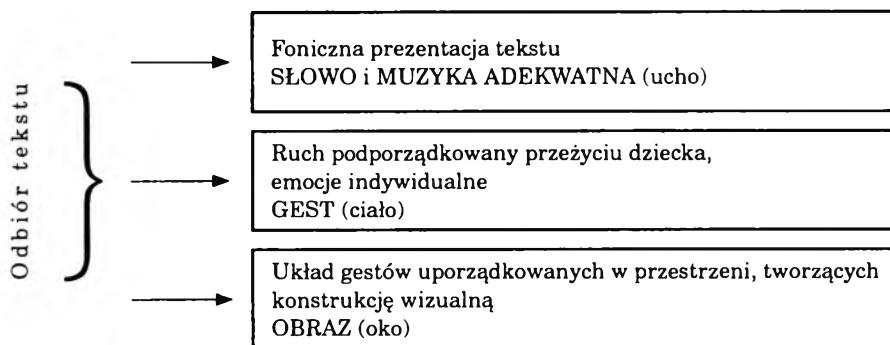 Odbiór tekstu
Foniczna prezentacja tekstu
SŁOWO i MUZYKA ADEKWATNA (ucho)
Ruch podporządkowany przeżyciu dziecka,
emocje indywidualne
GEST (ciało)
Układ gestów uporządkowanych w przestrzeni, tworzących
konstrukcję wizualną
OBRAZ (oko)